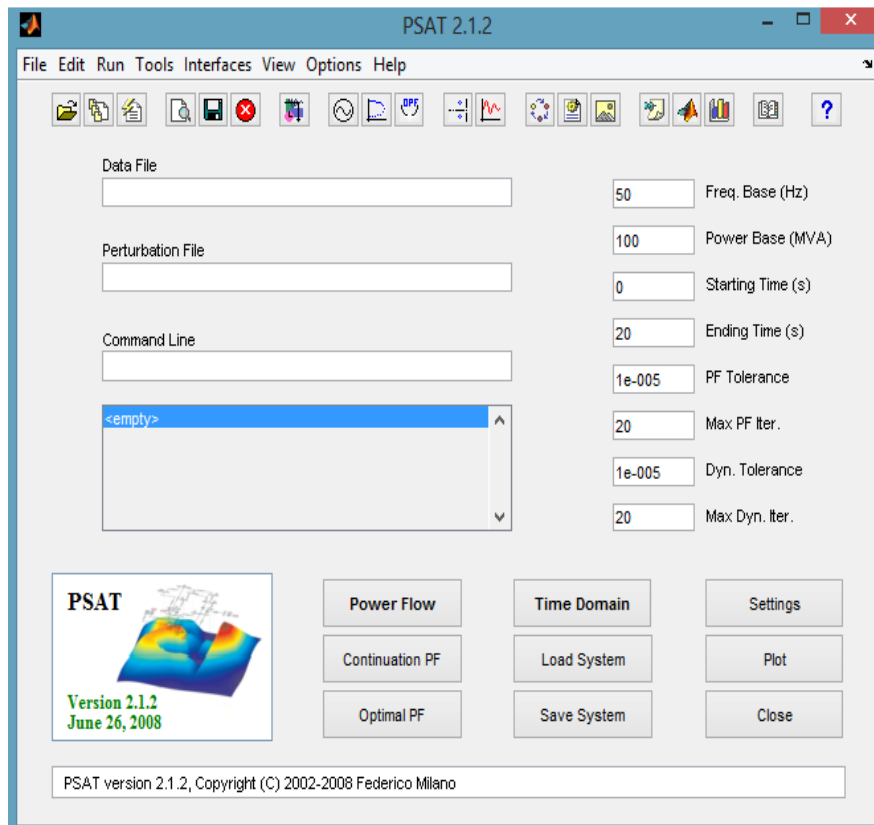 PSAT 2.1.2
File Edit Run Tools Interfaces View Options Help
OPF
?
Data File
50 Freq. Base (Hz)
100 Power Base (MVA)
Perturbation File
0 Starting Time (s)
20 Ending Time (s)
Command Line
1e-005 PF Tolerance
<empty>
20 Max PF Iter.
1e-005 Dyn. Tolerance
20 Max Dyn. Iter.
PSAT
Version 2.1.2
June 26, 2008
Power Flow Time Domain Settings
Continuation PF Load System Plot
Optimal PF Save System Close
PSAT version 2.1.2, Copyright (C) 2002-2008 Federico Milano